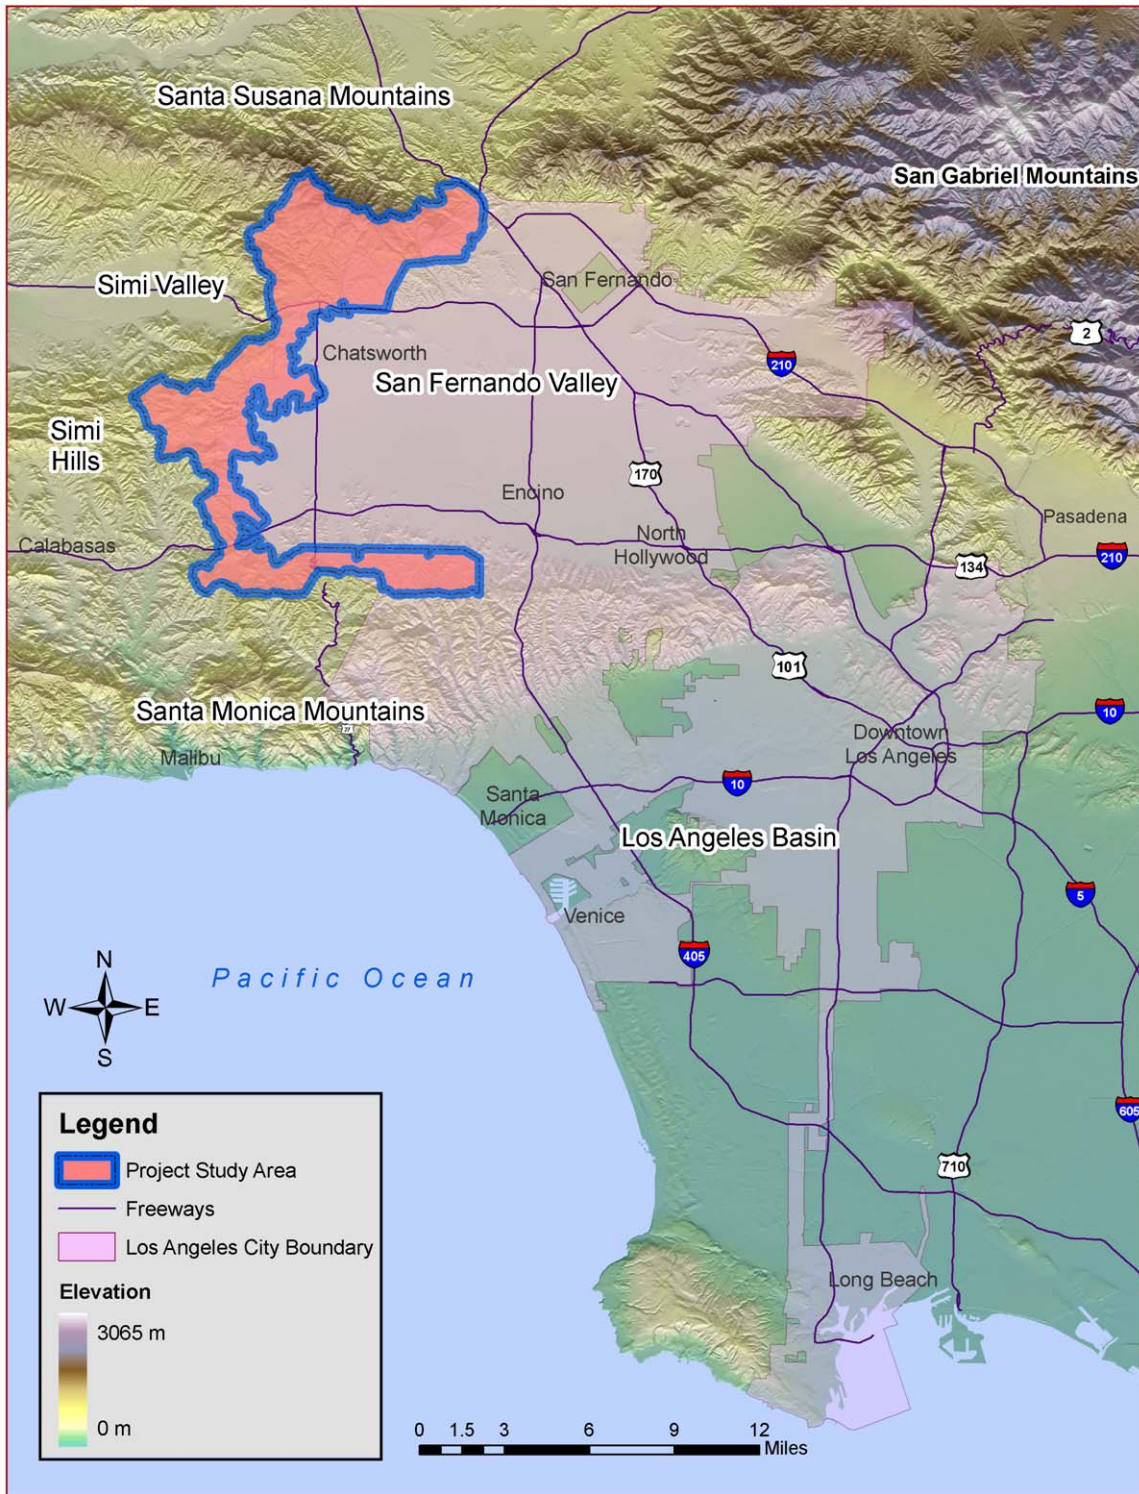 Santa Susana Mountains
San Gabriel Mountains
Simi Valley
San Fernando
2
Chatsworth
210
San Fernando Valley
Simi
Hills
170
Encino
Pasadena
North
Hollywood
Calabasas
210
134
101
Santa Monica Mountains
10
27
Malibu
Downtown
Los Angeles
10
Santa
Monica
Los Angeles Basin
5
Venice
405
Pacific Ocean
N
W
E
S
605
710
Long Beach
Legend
Project Study Area
Freeways
Los Angeles City Boundary
Elevation
3065 m
0 m
0 1.5 3 6 9 12
Miles